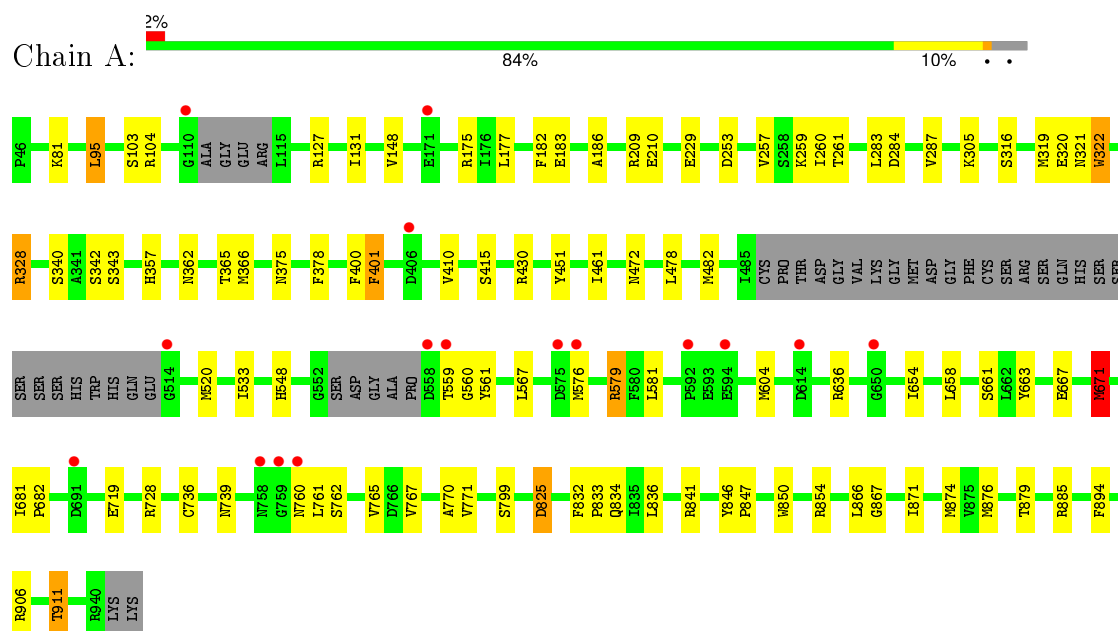 2%
Chain A:
84% 10% • •
P46 K81 L95 S103 R104 G110 ALA GLY GLU ARG L115 R127 I131 V148 E171 R175 I176 L177 F182 E183 A186 R209 E210 E229 D253 V257 S258 K259 I260 T261 L283 D284 V287 K305 S316 M319 E320 N321 W322
R328 S340 A341 S342 S343 H357 N362 T365 M366 N375 F378 F400 F401 D406 V410 S415 R430 Y451 I461 N472 L478 M482 I485 CYS PRO THR ASP GLY VAL LYS GLY MET ASP GLY PHE CYS SER ARG SER GLN HIS SER SER
SER SER SER HIS TRP HIS GLN GLU G514 M520 I533 H548 G552 SER ASP GLY ALA PRO D558 T559 G560 Y561 L567 D575 M576 R579 F580 L581 P592 E593 E594 M604 D614 R636 G650 I654 L658 S661 L662 Y663 E667 M671
I681 P682 D691 E719 R728 C736 N739 N758 G759 N760 L761 S762 V765 D766 V767 A770 V771 S799 D825 F832 P833 Q834 I835 L836 R841 Y846 P847 W850 R854 L866 G867 I871 M874 V875 M876 T879 R885 F894
R906 T911 R940 LYS LYS